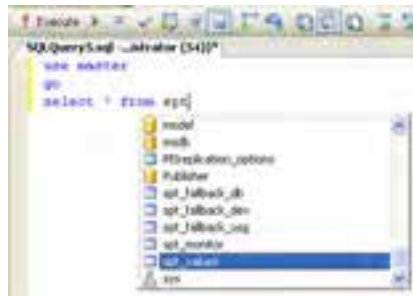 Execute
SQLQuery5.sql ...istrator (54))*
use master
go
select * from spt
model
msdb
MSreplication_options
Publisher
spt_fallback_db
spt_fallback_dev
spt_fallback_usg
spt_monitor
spt_values
sys